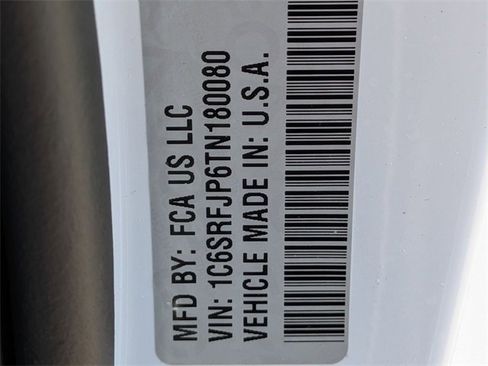 MFD BY: FCA US LLC
VIN: 1C6SRFJP6TN180080
VEHICLE MADE IN: U.S.A.